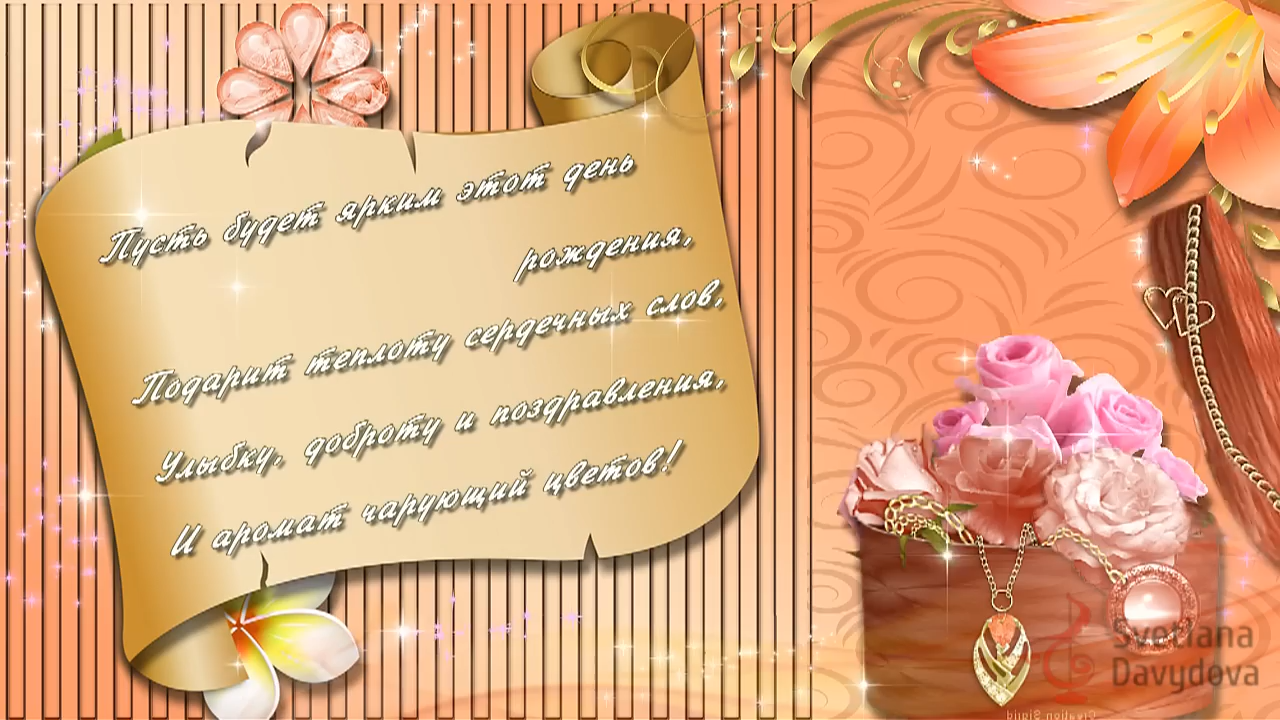 Пусть будет ярким этот день
рождения,
Подарит теплоту сердечных слов,
Улыбку, доброту и поздравления,
И аромат чарующий цветов!
Svetlana
Davydova